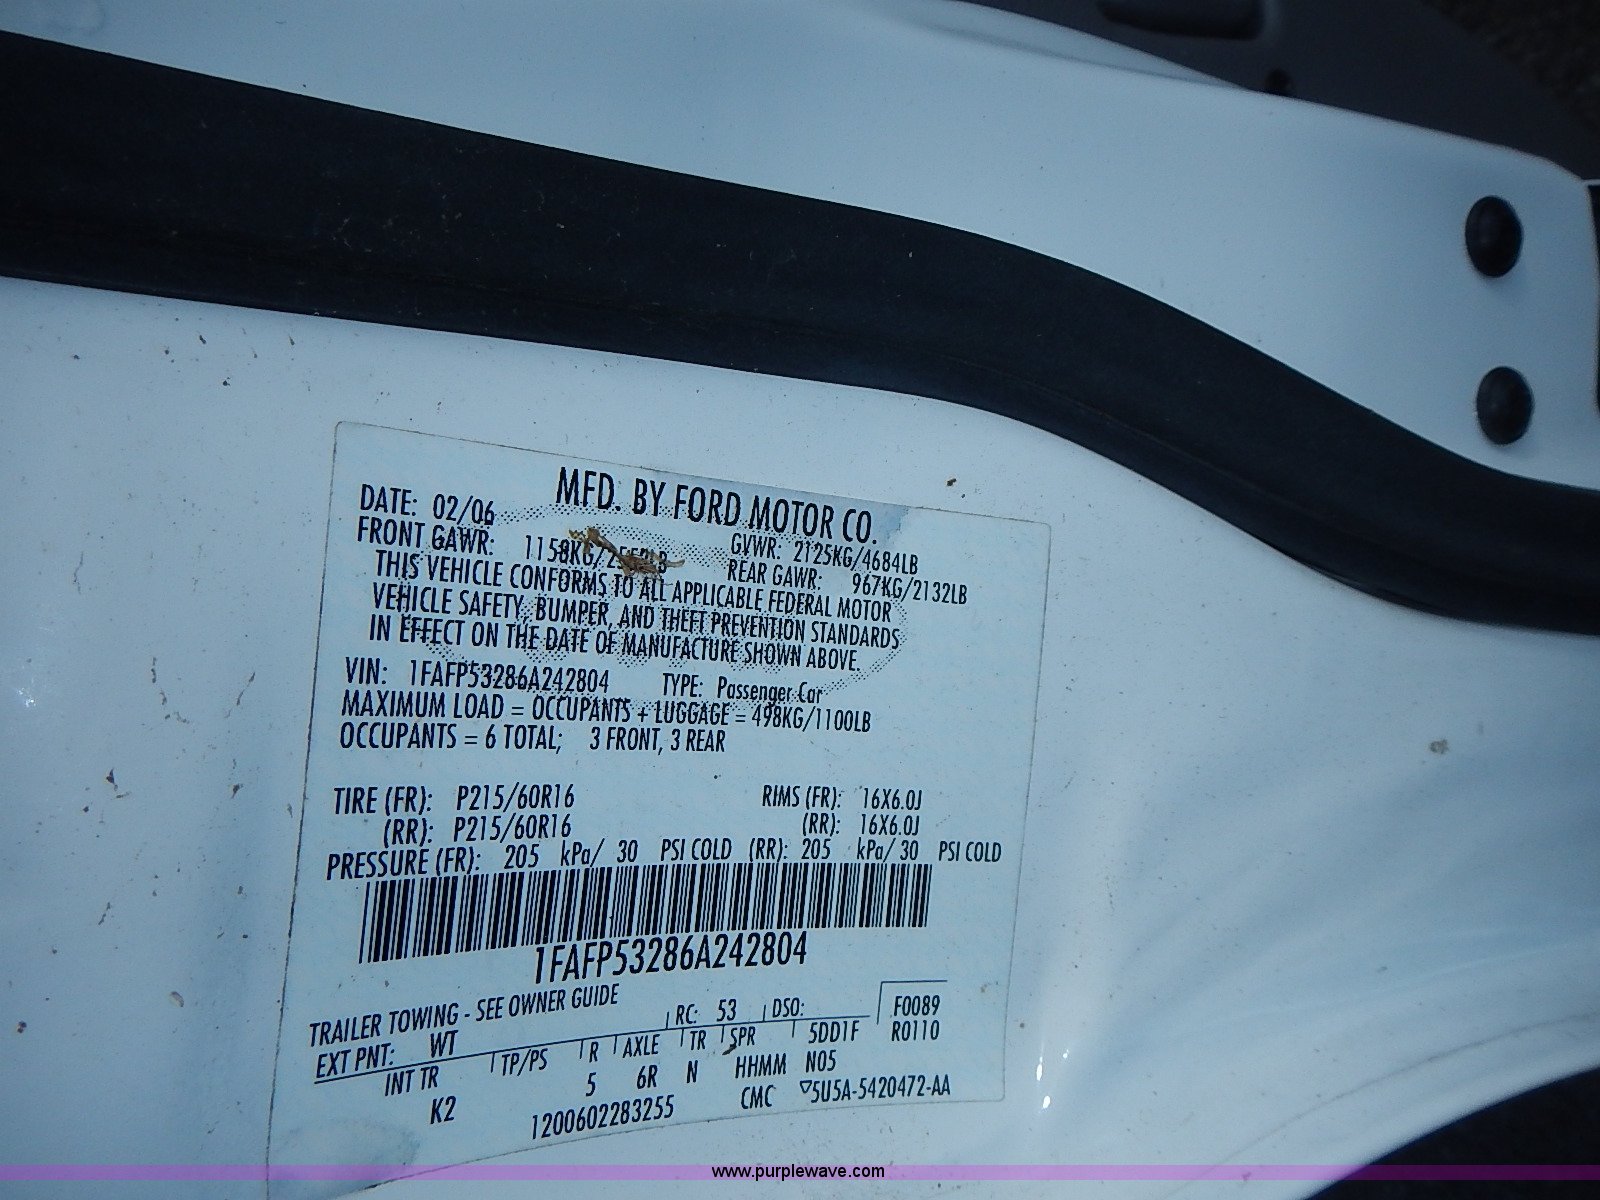 MFD. BY FORD MOTOR CO.
DATE: 02/06 GVWR: 2125KG/4684LB
FRONT GAWR: 1158KG/ REAR GAWR: 967KG/2132LB
THIS VEHICLE CONFORMS TO ALL APPLICABLE FEDERAL MOTOR
VEHICLE SAFETY, BUMPER, AND THEFT PREVENTION STANDARDS
IN EFFECT ON THE DATE OF MANUFACTURE SHOWN ABOVE.
VIN: 1FAFP53286A242804 TYPE: Passenger Car
MAXIMUM LOAD = OCCUPANTS + LUGGAGE = 498KG/1100LB
OCCUPANTS = 6 TOTAL; 3 FRONT, 3 REAR
TIRE (FR): P215/60R16 RIMS (FR): 16X6.0J
(RR): P215/60R16 (RR): 16X6.0J
PRESSURE (FR): 205 kPa/ 30 PSI COLD (RR): 205 kPa/ 30 PSI COLD
1FAFP53286A242804
TRAILER TOWING - SEE OWNER GUIDE
EXT PNT: WT RC: 53 DSO: F0089
INT TR TP/PS R AXLE TR SPR 5DD1F R0110
K2 5 6R N HHMM N05
1200602283255 CMC 5U5A-5420472-AA
www.purplewave.com